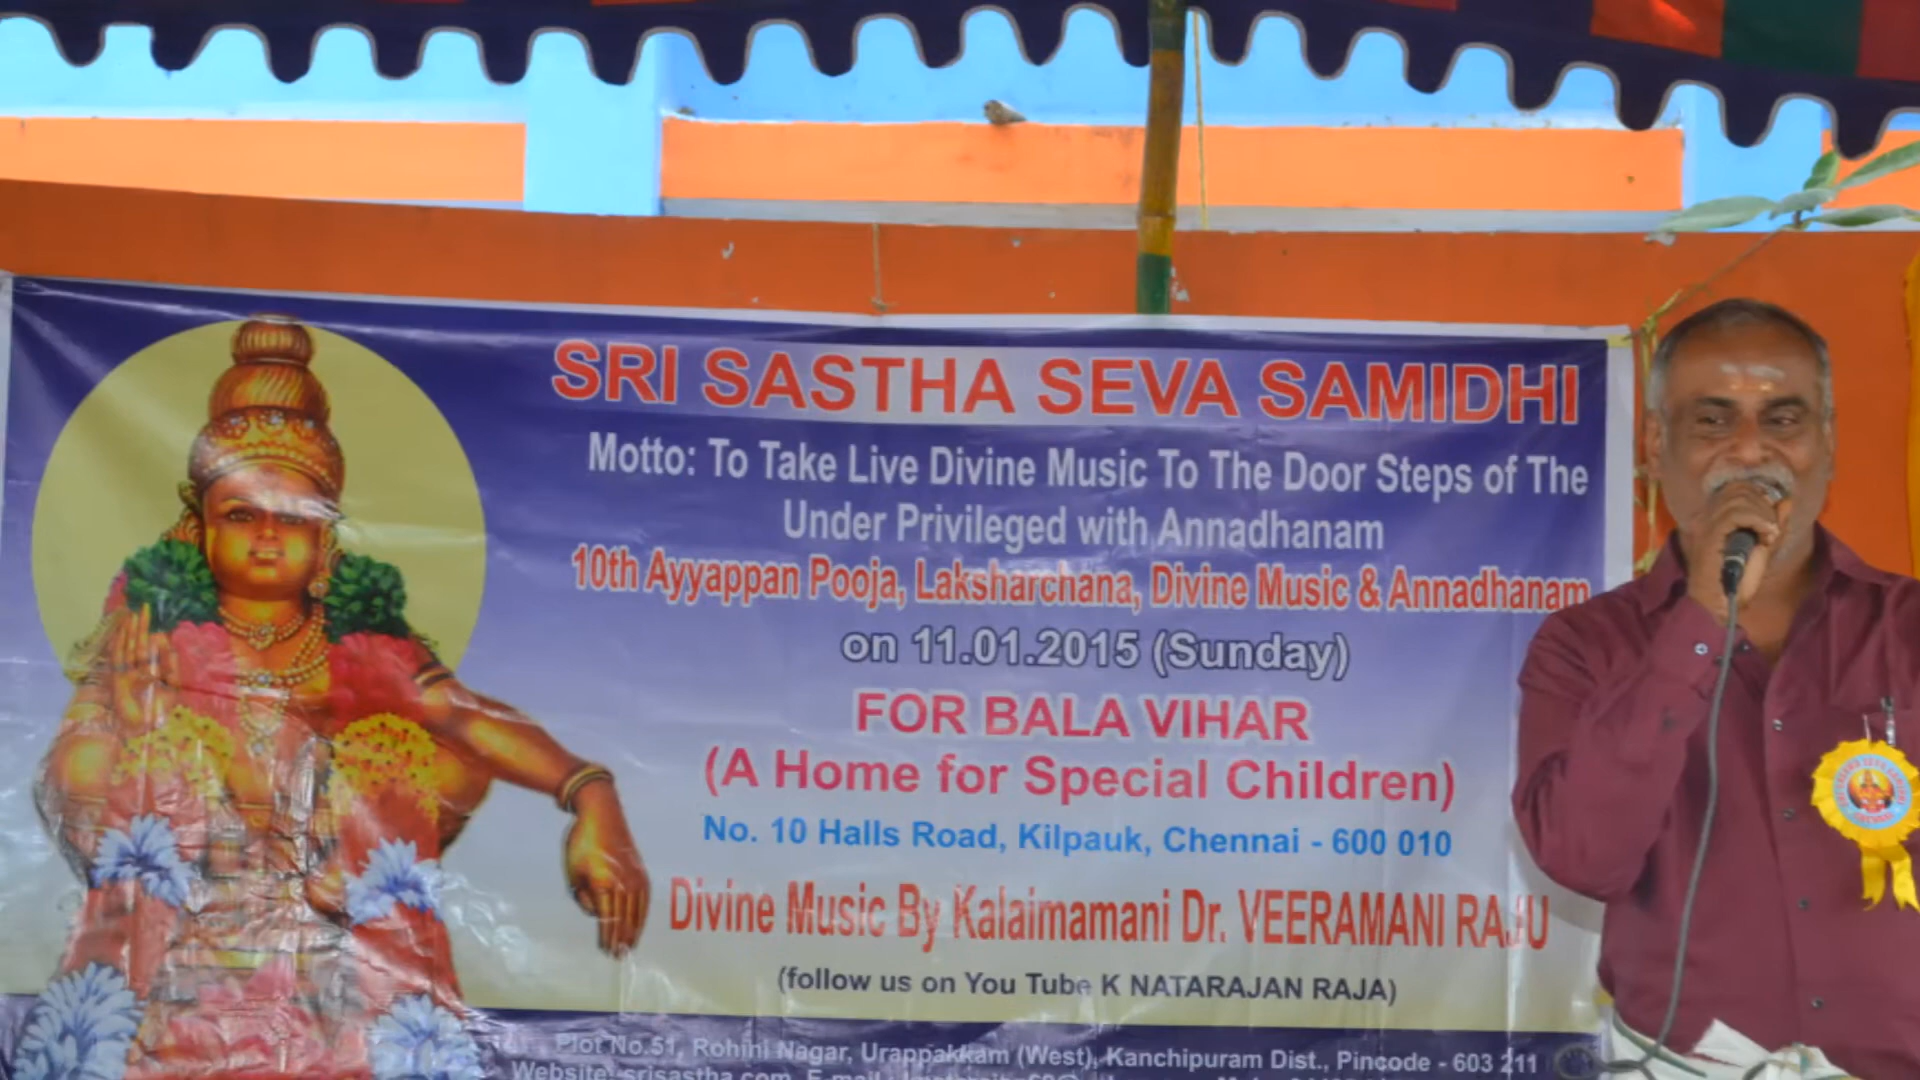 SRI SASTHA SEVA SAMIDHI
Motto: To Take Live Divine Music To The Door Steps of The
Under Privileged with Annadhanam
10th Ayyappan Pooja, Laksharchana, Divine Music & Annadhanam
on 11.01.2015 (Sunday)
FOR BALA VIHAR
(A Home for Special Children)
No. 10 Halls Road, Kilpauk, Chennai - 600 010
Divine Music By Kalaimamani Dr. VEERAMANI RAJU
(follow us on You Tube K NATARAJAN RAJA)
Plot No.51, Rohini Nagar, Urappakkam (West), Kanchipuram Dist., Pincode - 603 211
Website: srisastha.com,